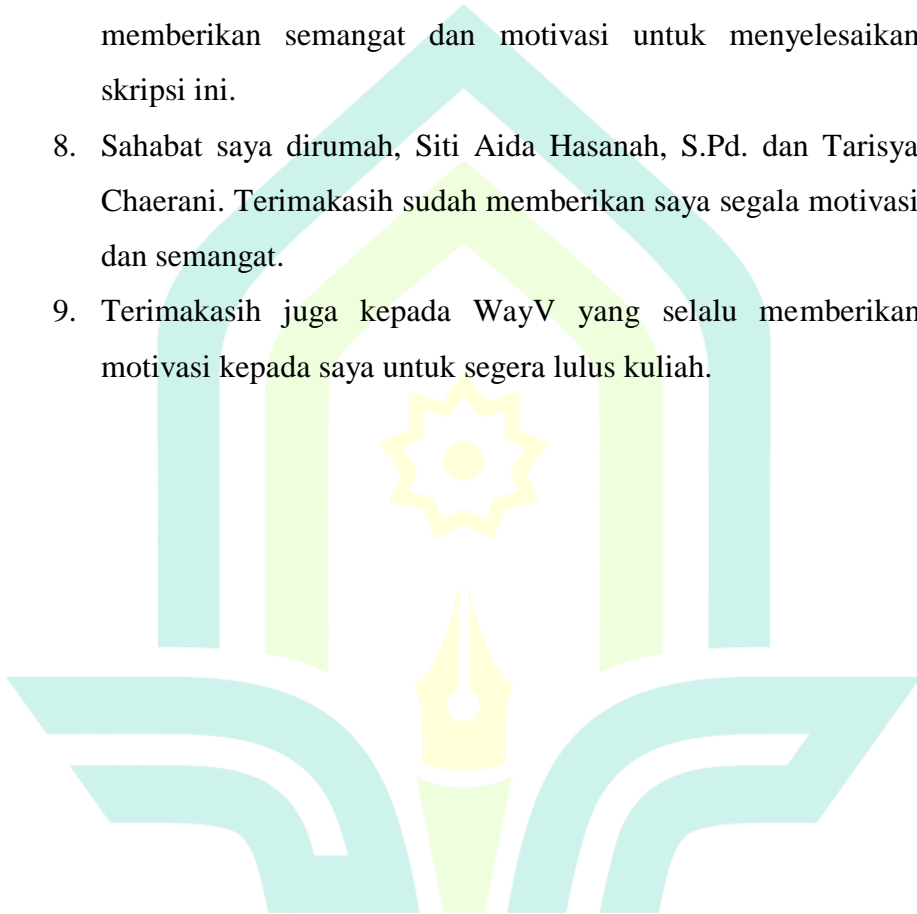 memberikan semangat dan motivasi untuk menyelesaikan
skripsi ini.
8. Sahabat saya dirumah, Siti Aida Hasanah, S.Pd. dan Tarisya
Chaerani. Terimakasih sudah memberikan saya segala motivasi
dan semangat.
9. Terimakasih juga kepada WayV yang selalu memberikan
motivasi kepada saya untuk segera lulus kuliah.